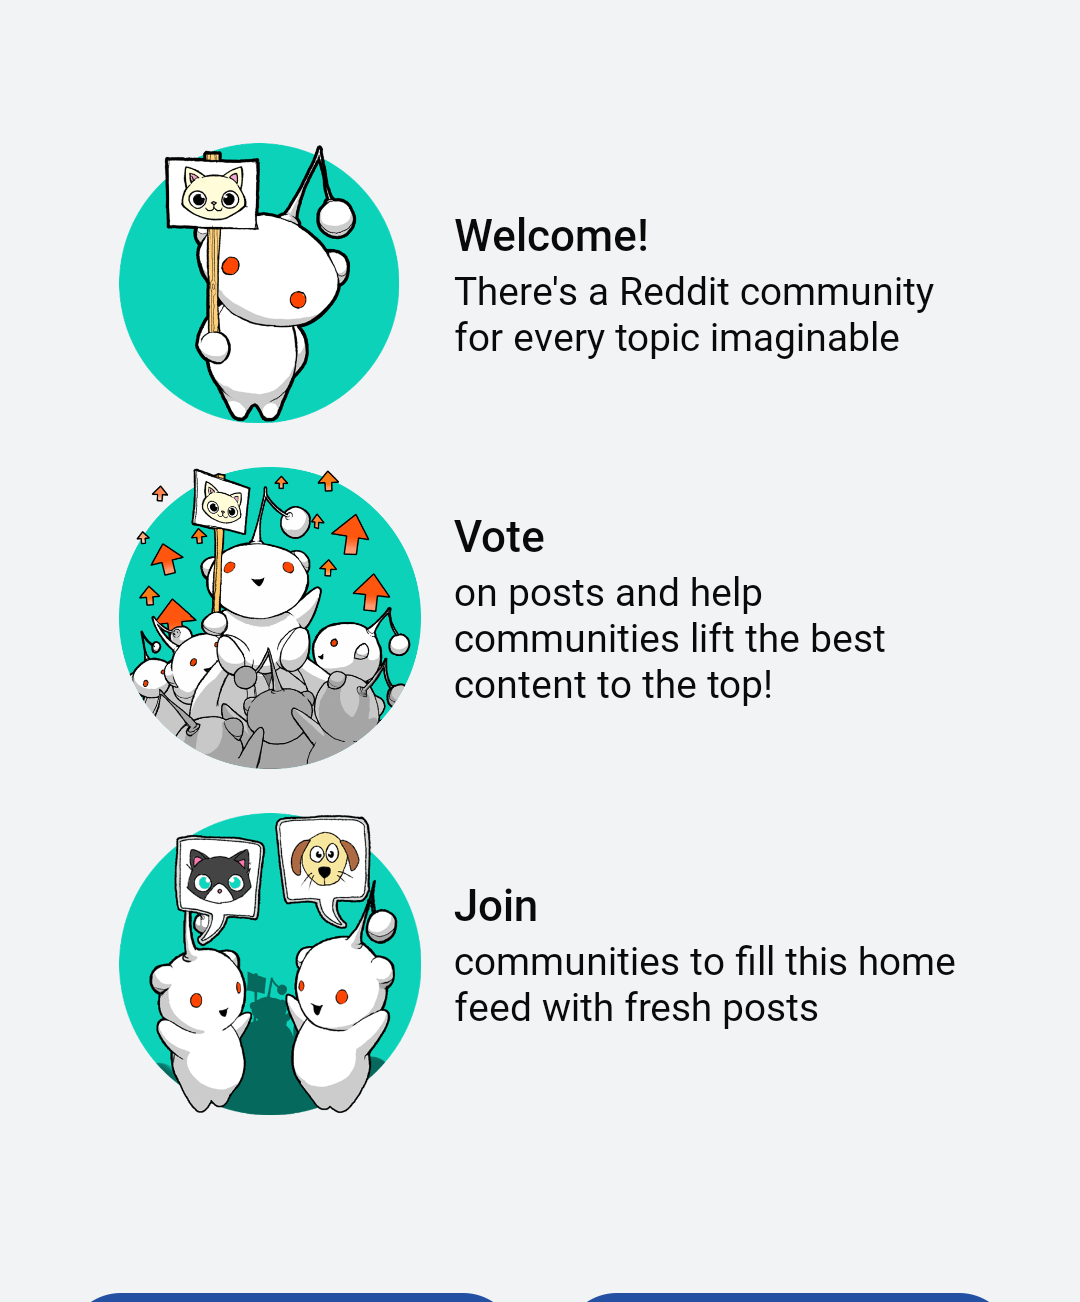 Welcome!
There's a Reddit community
for every topic imaginable
Vote
on posts and help
communities lift the best
content to the top!
Join
communities to fill this home
feed with fresh posts